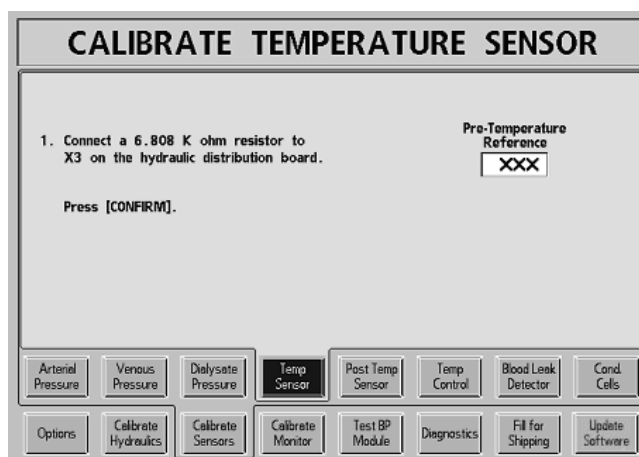 CALIBRATE TEMPERATURE SENSOR
Pre-Temperature
Reference
XXX
1. Connect a 6.808 K ohm resistor to
X3 on the hydraulic distribution board.
Press [CONFIRM].
Arterial Pressure
Venous Pressure
Dialysate Pressure
Temp Sensor
Post Temp Sensor
Temp Control
Blood Leak Detector
Cond. Cells
Options
Calibrate Hydraulics
Calibrate Sensors
Calibrate Monitor
Test BP Module
Diagnostics
Fill for Shipping
Update Software